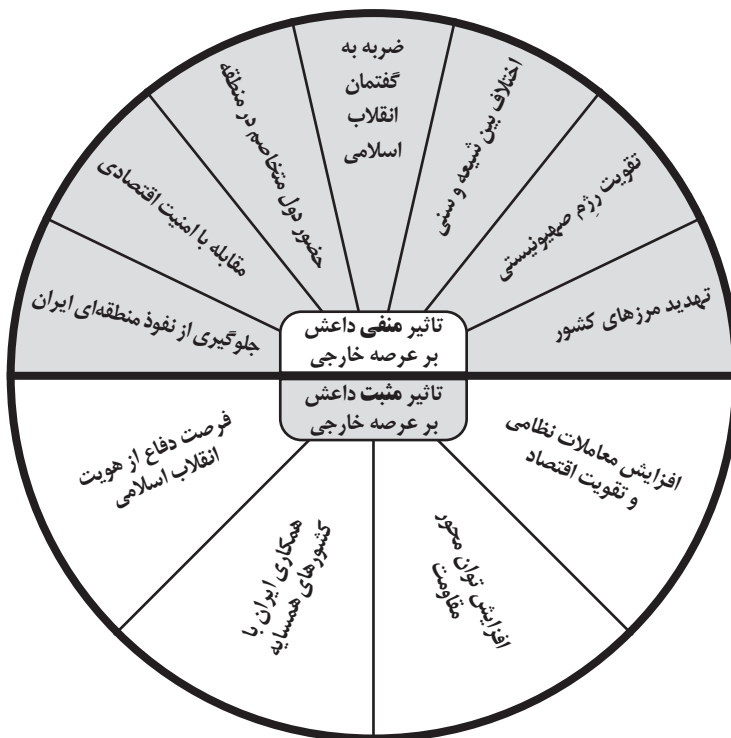 ضربه به
گفتمان
انقلاب
اسلامی
اختلاف بین شیعه و سنی
تقویت رژِم صهیونیستی
تهدید مرزهای کشور
حضور دول متخاصم در منطقه
مقابله با امنیت اقتصادی
جلوگیری از نفوذ منطقه‌ای ایران
تاثیر منفی داعش
بر عرصه خارجی
تاثیر مثبت داعش
بر عرصه خارجی
افزایش معاملات نظامی
و تقویت اقتصاد
افزایش توان محور
مقاومت
همکاری ایران با
کشورهای همسایه
فرصت دفاع از هویت
انقلاب اسلامی